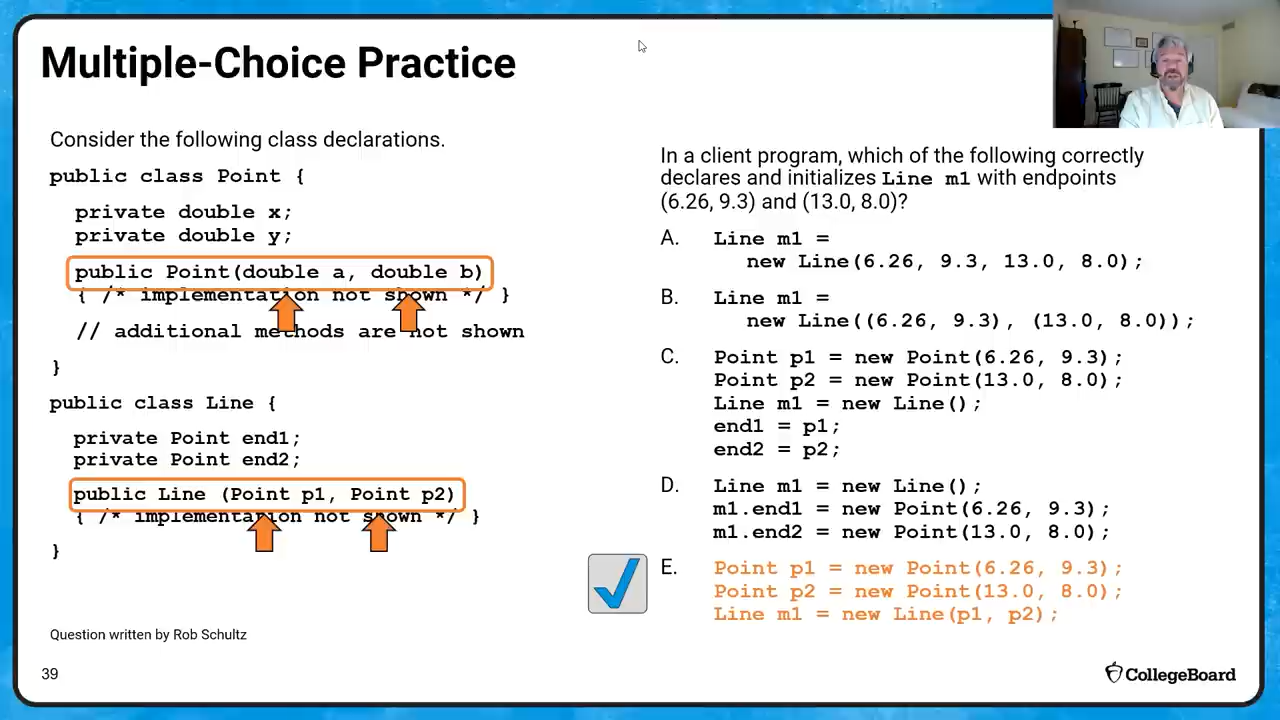 Multiple-Choice Practice
Consider the following class declarations.
public class Point {
private double x;
private double y;
public Point(double a, double b)
{ /* implementation not shown */ }
// additional methods are not shown
}
public class Line {
private Point end1;
private Point end2;
public Line (Point p1, Point p2)
{ /* implementation not shown */ }
}
Question written by Rob Schultz
39
In a client program, which of the following correctly
declares and initializes Line m1 with endpoints
(6.26, 9.3) and (13.0, 8.0)?
A. Line m1 =
new Line(6.26, 9.3, 13.0, 8.0);
B. Line m1 =
new Line((6.26, 9.3), (13.0, 8.0));
C. Point p1 = new Point(6.26, 9.3);
Point p2 = new Point(13.0, 8.0);
Line m1 = new Line();
end1 = p1;
end2 = p2;
D. Line m1 = new Line();
m1.end1 = new Point(6.26, 9.3);
m1.end2 = new Point(13.0, 8.0);
E. Point p1 = new Point(6.26, 9.3);
Point p2 = new Point(13.0, 8.0);
Line m1 = new Line(p1, p2);
CollegeBoard